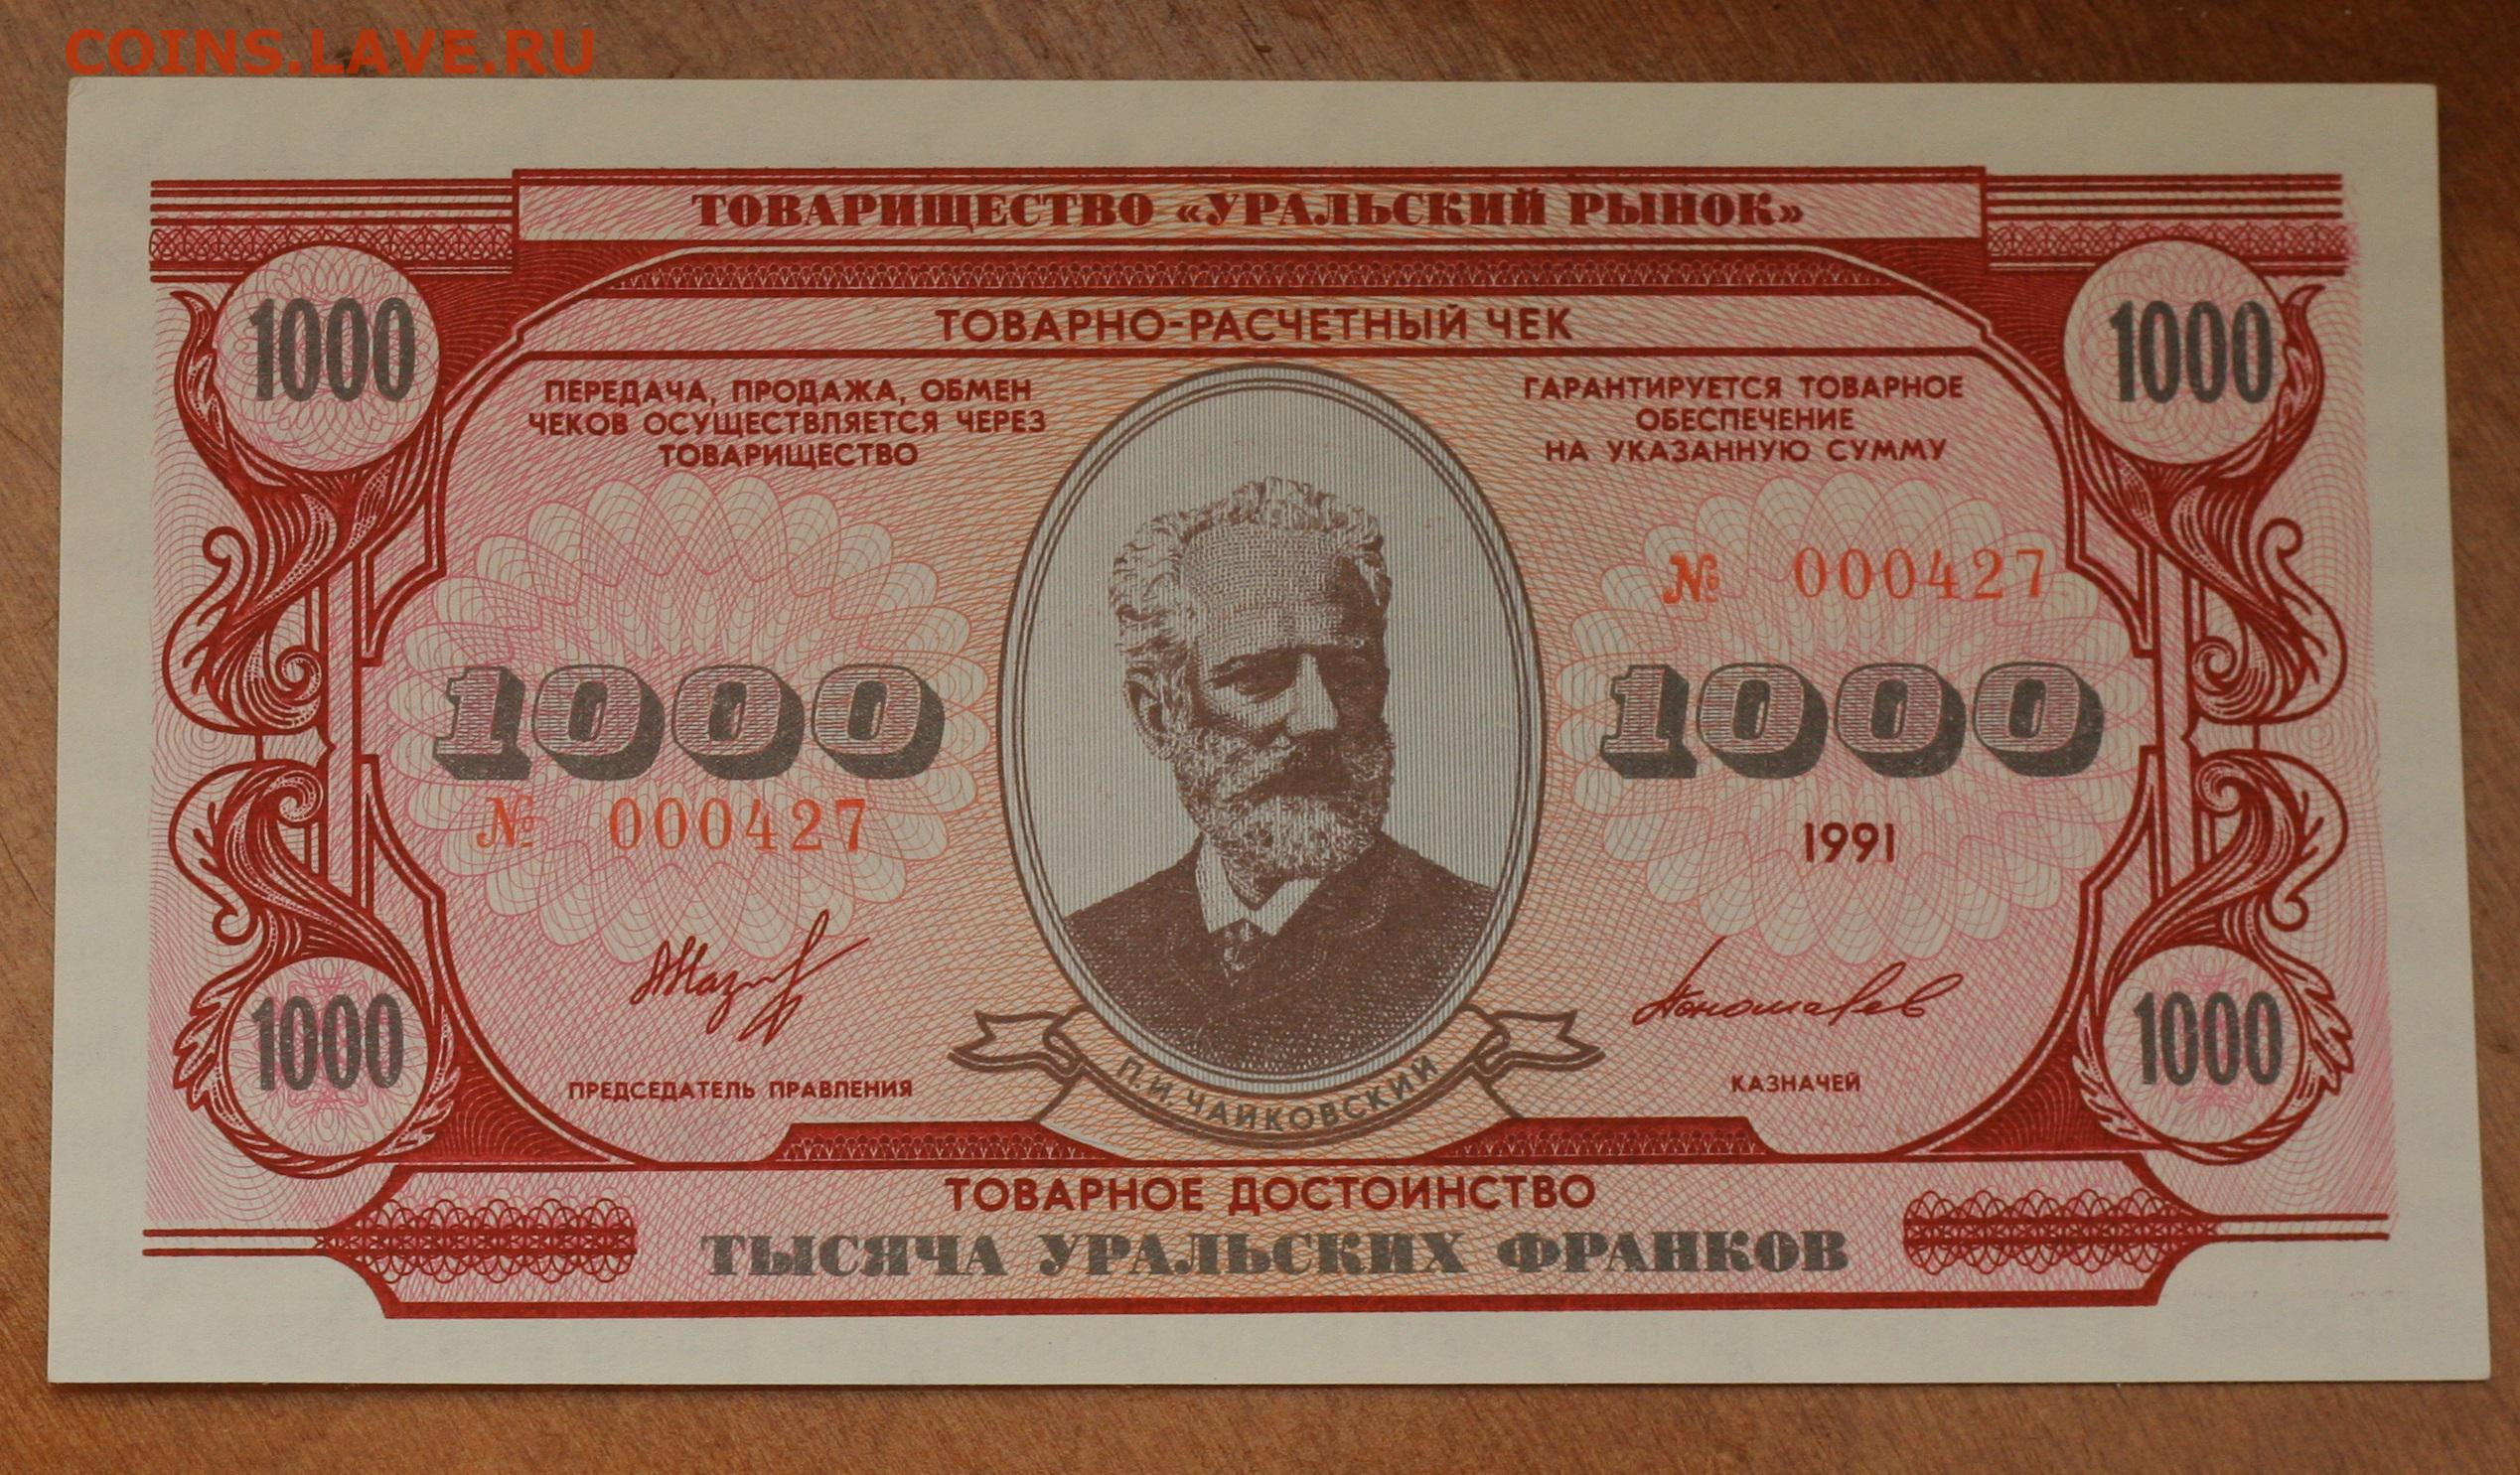 COINS.LAVE.RU
ТОВАРИЩЕСТВО «УРАЛЬСКИЙ РЫНОК»
ТОВАРНО-РАСЧЕТНЫЙ ЧЕК
1000
1000
ПЕРЕДАЧА, ПРОДАЖА, ОБМЕН
ЧЕКОВ ОСУЩЕСТВЛЯЕТСЯ ЧЕРЕЗ
ТОВАРИЩЕСТВО
ГАРАНТИРУЕТСЯ ТОВАРНОЕ
ОБЕСПЕЧЕНИЕ
НА УКАЗАННУЮ СУММУ
№ 000427
1000
1000
№ 000427
1991
Пономарев
1000
1000
ПРЕДСЕДАТЕЛЬ ПРАВЛЕНИЯ
П.И. ЧАЙКОВСКИЙ
КАЗНАЧЕЙ
ТОВАРНОЕ ДОСТОИНСТВО
ТЫСЯЧА УРАЛЬСКИХ ФРАНКОВ